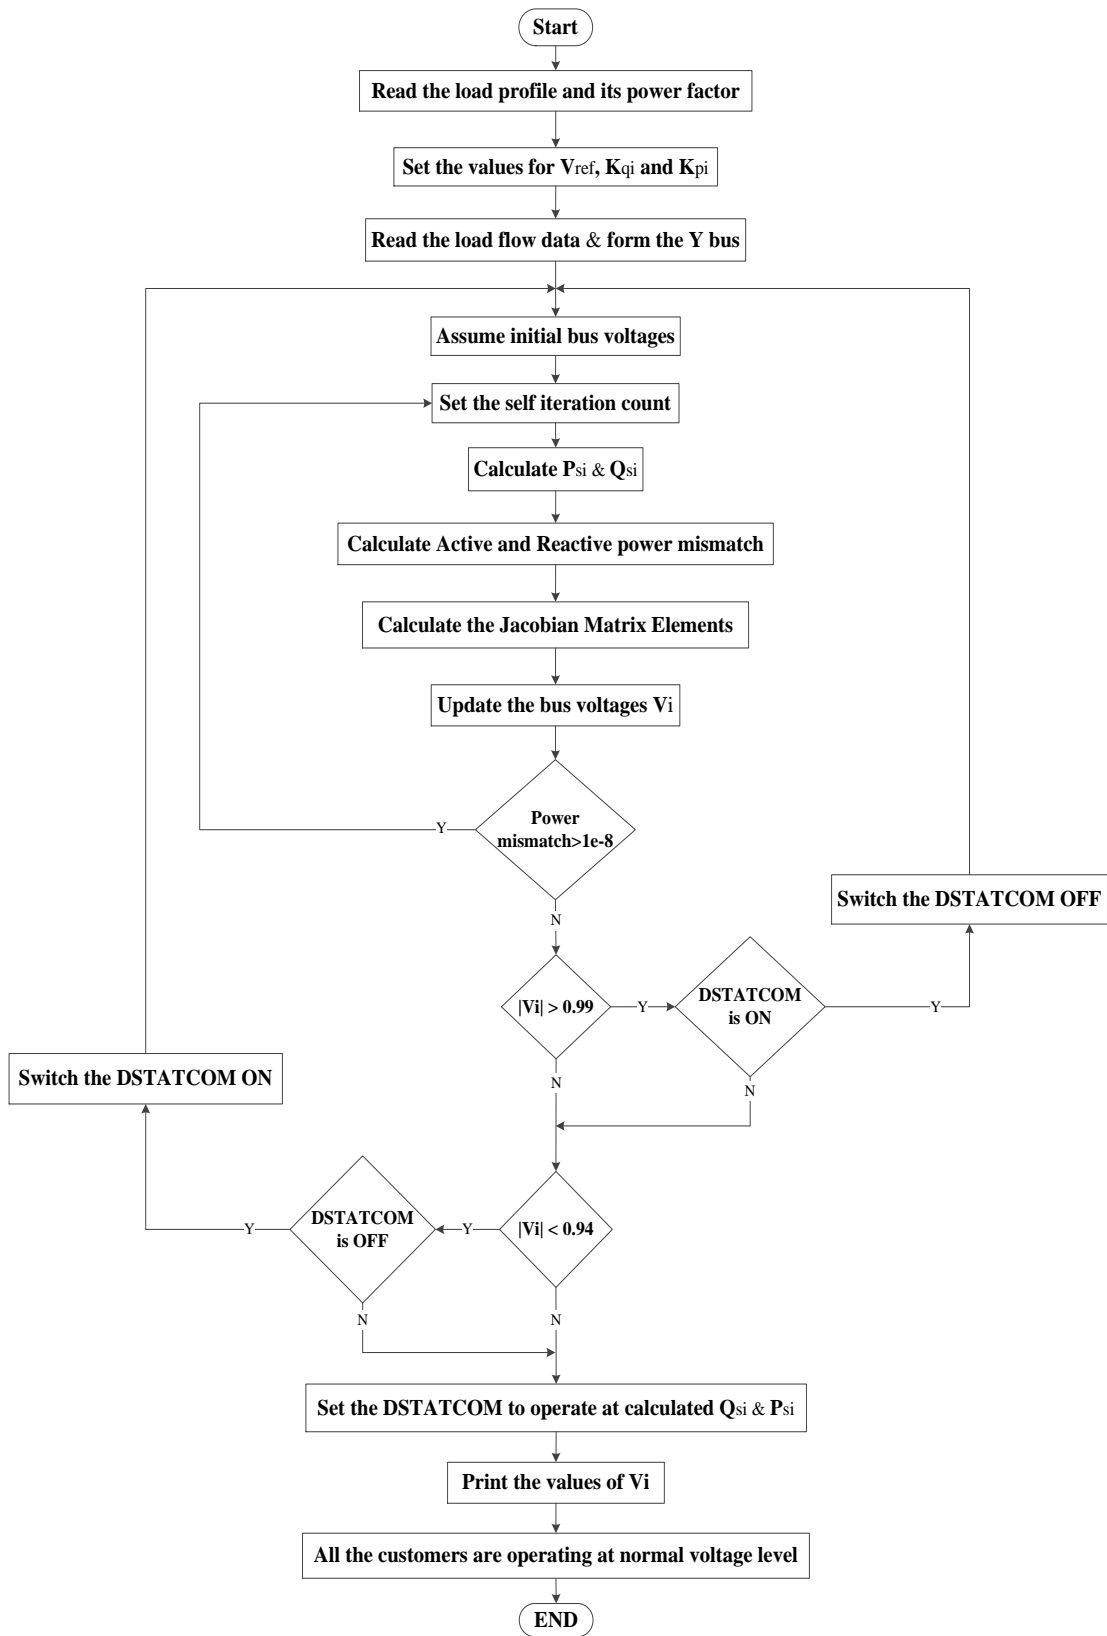 Start
Read the load profile and its power factor
Set the values for Vref, Kqi and Kpi
Read the load flow data & form the Y bus
Assume initial bus voltages
Set the self iteration count
Calculate Psi & Qsi
Calculate Active and Reactive power mismatch
Calculate the Jacobian Matrix Elements
Update the bus voltages Vi
Power
mismatch>1e-8
Y
N
Switch the DSTATCOM OFF
|Vi| > 0.99
Y
DSTATCOM
is ON
Y
N
N
Switch the DSTATCOM ON
|Vi| < 0.94
Y
DSTATCOM
is OFF
Y
N
N
Set the DSTATCOM to operate at calculated Qsi & Psi
Print the values of Vi
All the customers are operating at normal voltage level
END